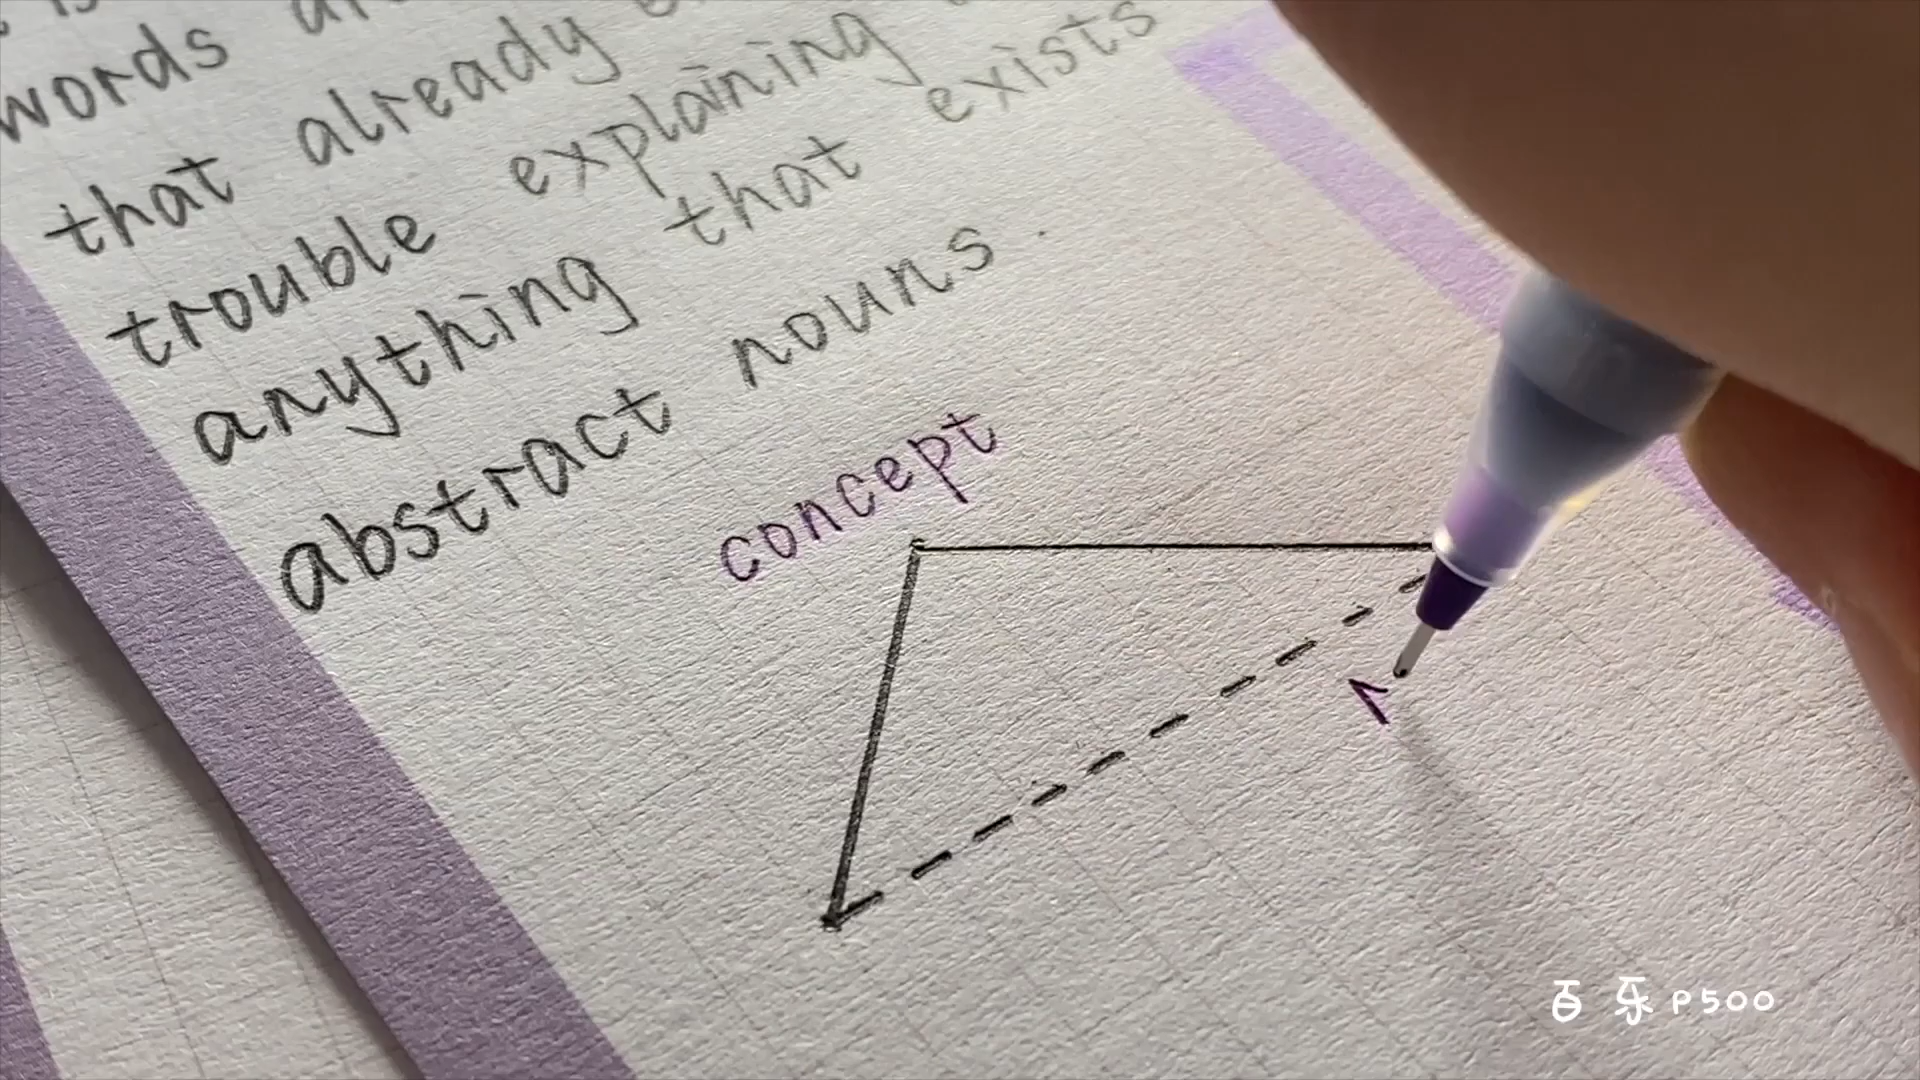 words
that already
trouble explaining
anything that exists
abstract nouns.
concept
百乐 P500